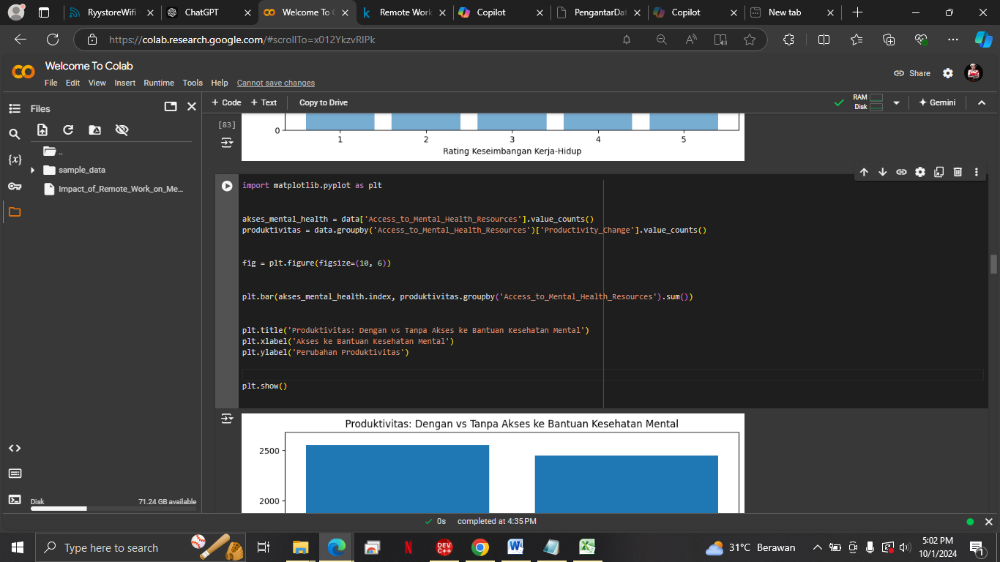 RyystoreWifi -
ChatGPT
Welcome To C
Remote Work
Copilot
PengantarDat
Copilot
New tab
https://colab.research.google.com/#scrollTo=x012YkzvRIPk
Welcome To Colab
File Edit View Insert Runtime Tools Help Cannot save changes
Share
Files
+ Code + Text Copy to Drive
RAM
Disk
Gemini
..
sample_data
Impact_of_Remote_Work_on_Me...
{x}
[83]
0
1 2 3 4 5
Rating Keseimbangan Kerja-Hidup
import matplotlib.pyplot as plt
akses_mental_health = data['Access_to_Mental_Health_Resources'].value_counts()
produktivitas = data.groupby('Access_to_Mental_Health_Resources')['Productivity_Change'].value_counts()
fig = plt.figure(figsize=(10, 6))
plt.bar(akses_mental_health.index, produktivitas.groupby('Access_to_Mental_Health_Resources').sum())
plt.title('Produktivitas: Dengan vs Tanpa Akses ke Bantuan Kesehatan Mental')
plt.xlabel('Akses ke Bantuan Kesehatan Mental')
plt.ylabel('Perubahan Produktivitas')
plt.show()
Produktivitas: Dengan vs Tanpa Akses ke Bantuan Kesehatan Mental
2500
2000
Disk 71.24 GB available
0s completed at 4:35 PM
Type here to search
DEV C++
31°C Berawan
5:02 PM
10/1/2024
1